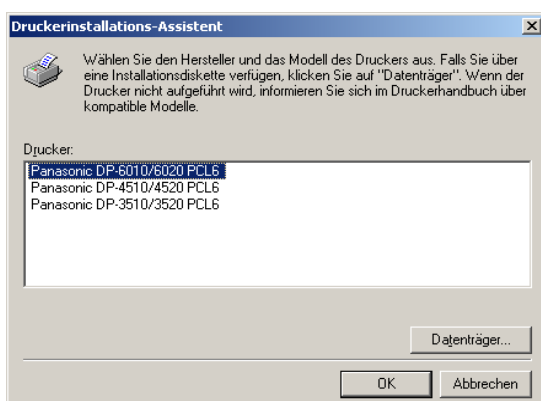 Druckerinstallations-Assistent
Wählen Sie den Hersteller und das Modell des Druckers aus. Falls Sie über
eine Installationsdiskette verfügen, klicken Sie auf "Datenträger". Wenn der
Drucker nicht aufgeführt wird, informieren Sie sich im Druckerhandbuch über
kompatible Modelle.
Drucker:
Panasonic DP-6010/6020 PCL6
Panasonic DP-4510/4520 PCL6
Panasonic DP-3510/3520 PCL6
Datenträger...
OK
Abbrechen